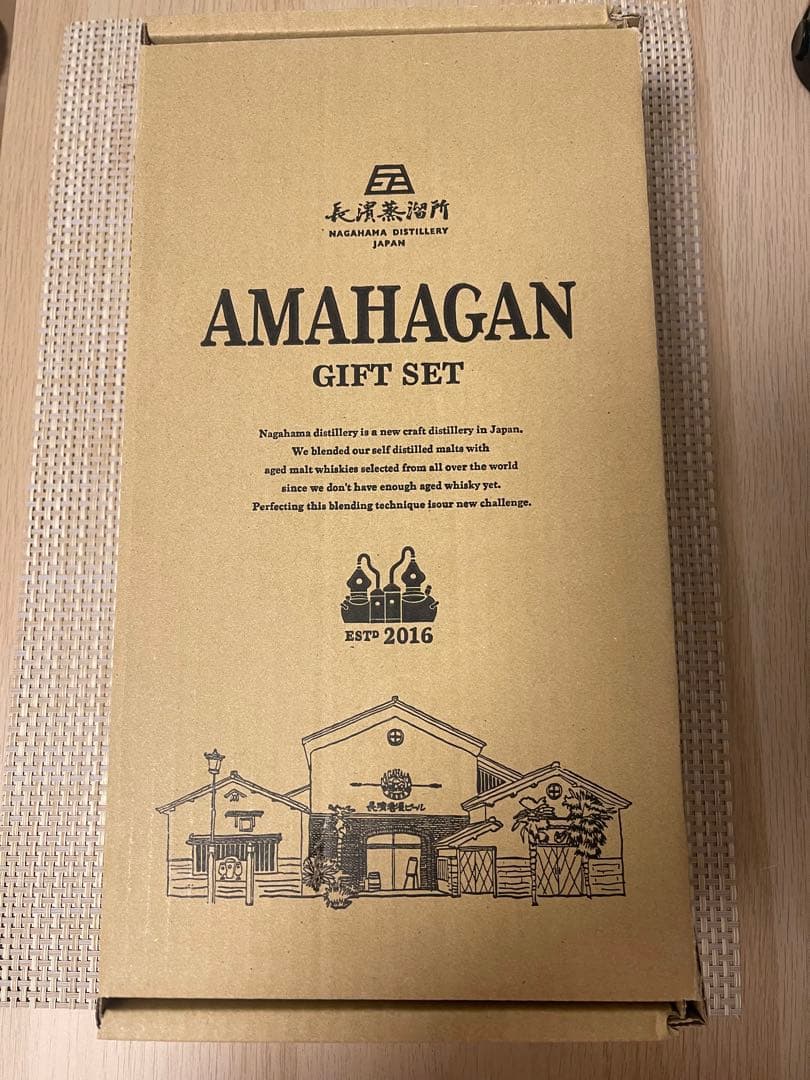 長濱蒸溜所
NAGAHAMA DISTILLERY
JAPAN
AMAHAGAN
GIFT SET
Nagahama distillery is a new craft distillery in Japan.
We blended our self distilled malts with
aged malt whiskies selected from all over the world
since we don't have enough aged whisky yet.
Perfecting this blending technique isour new challenge.
ESTD 2016
長濱浪漫ビール